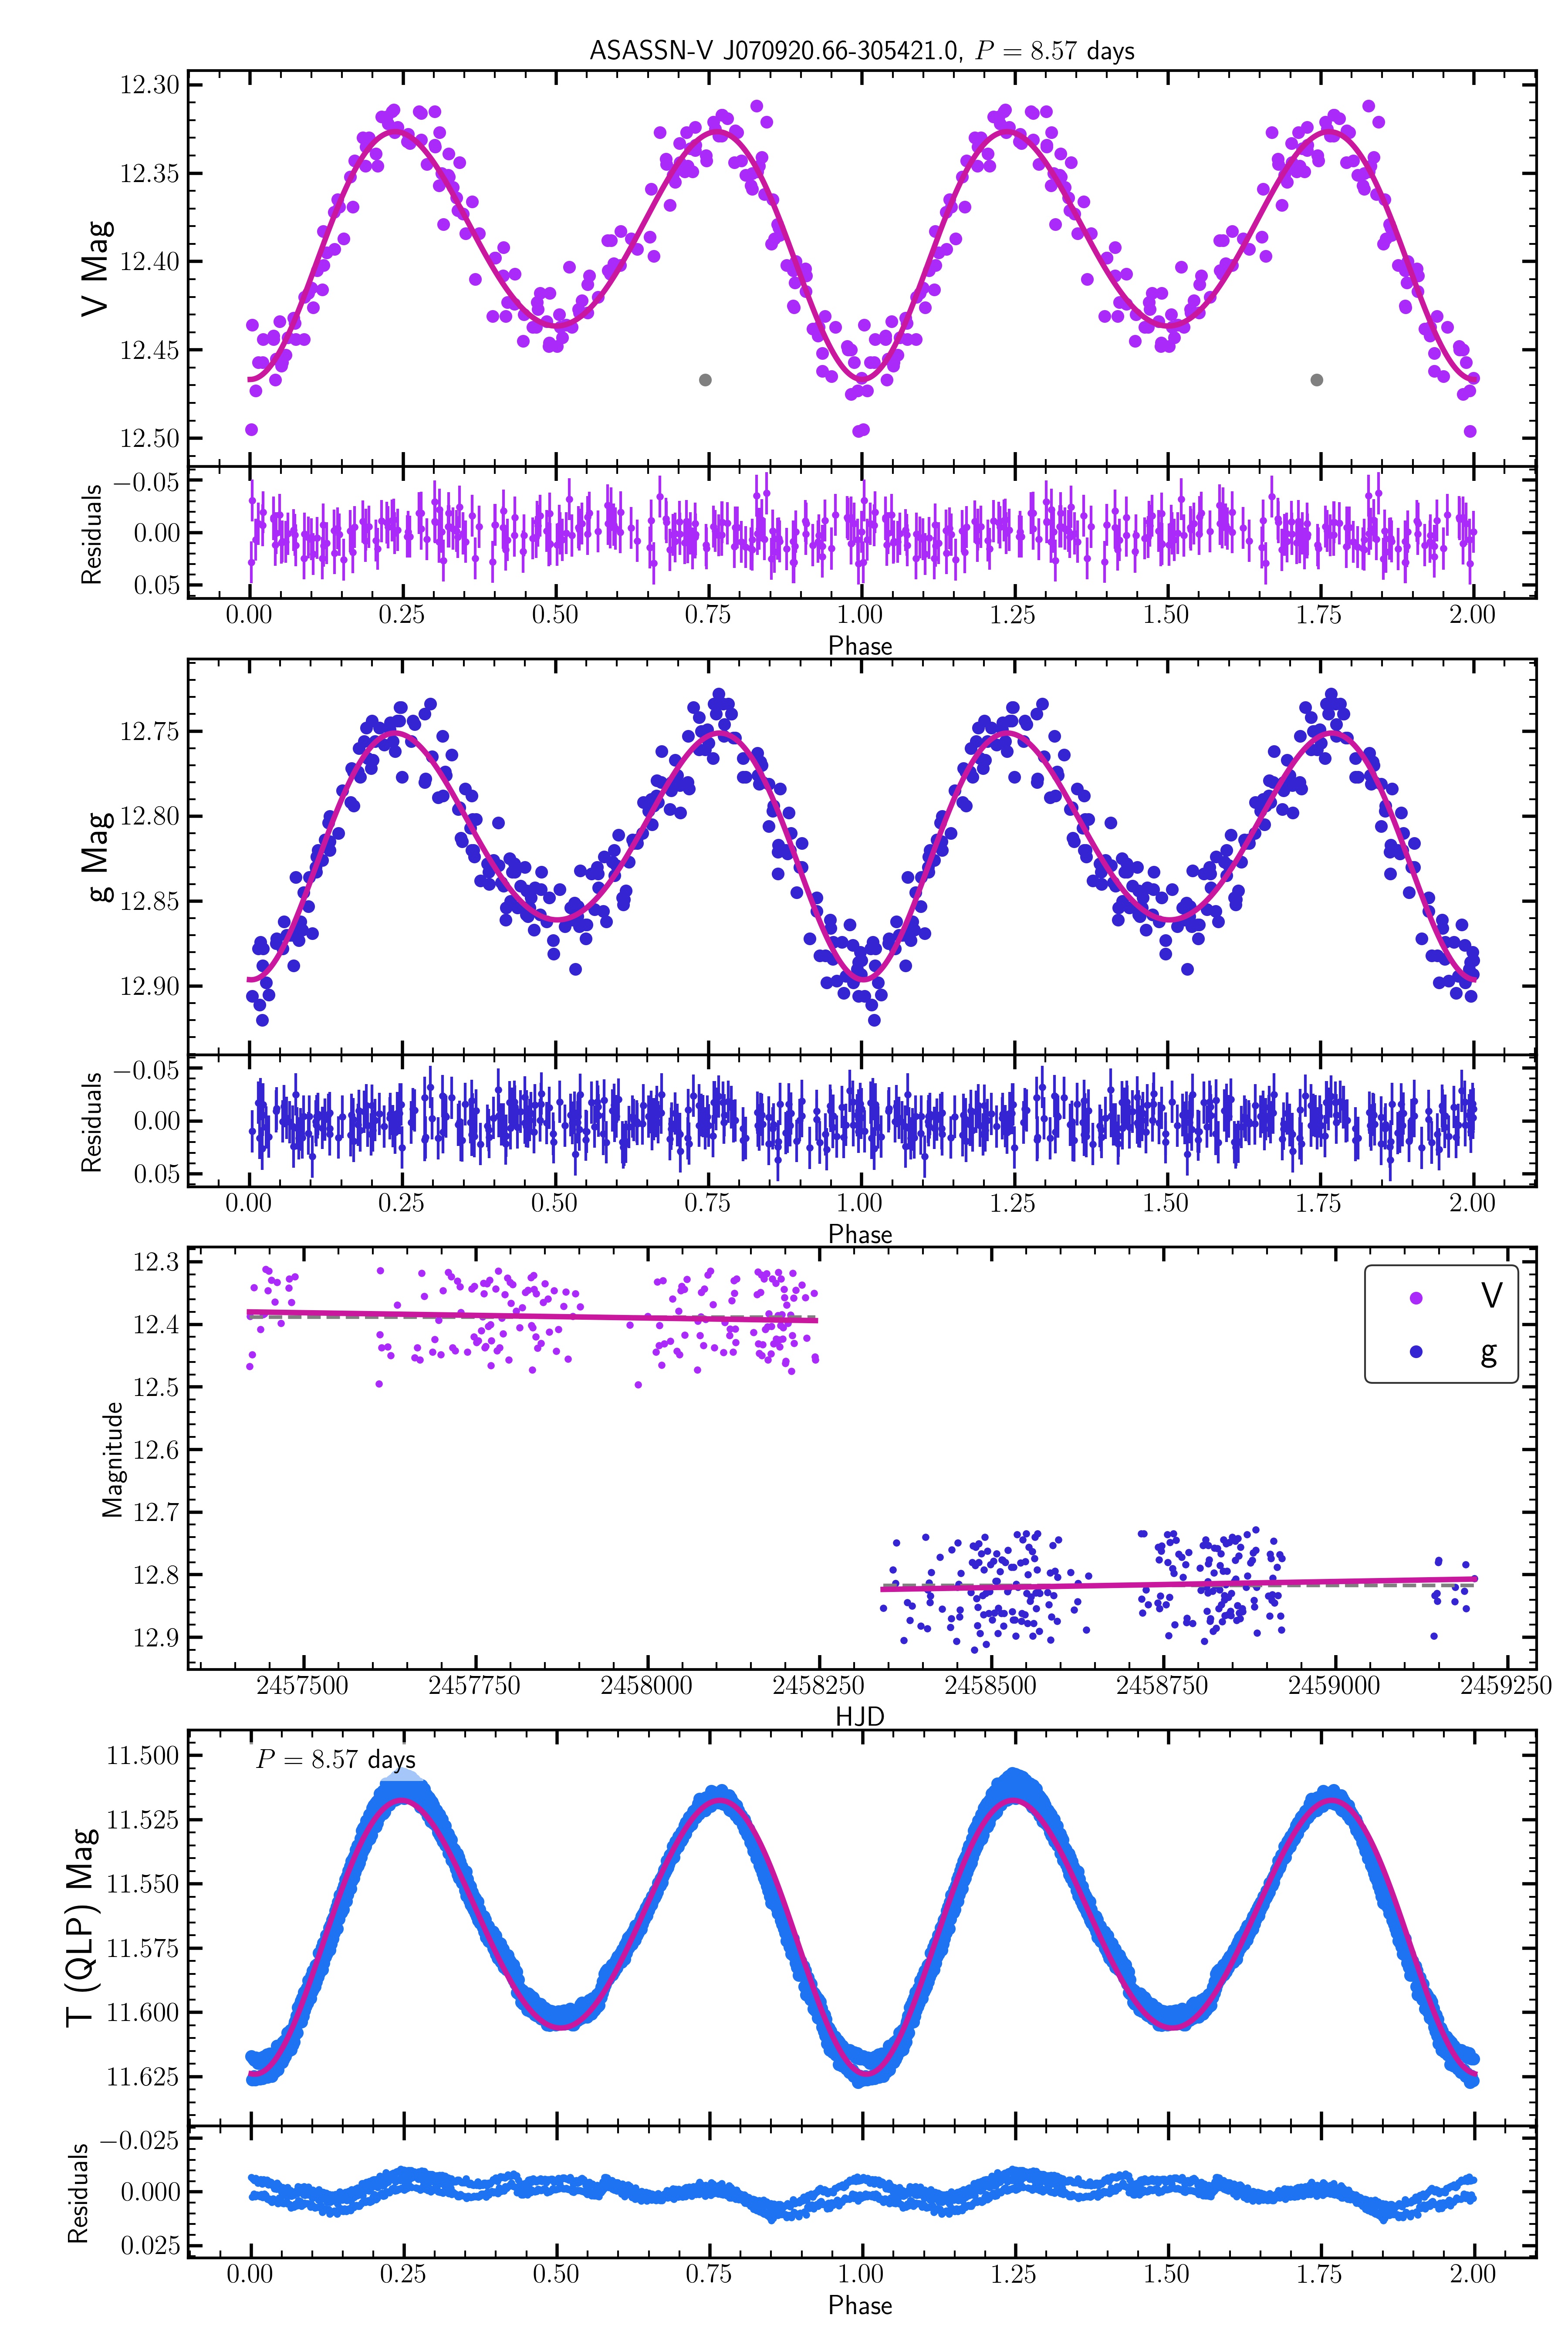 ASASSN-V J070920.66-305421.0, P = 8.57 days
12.30
12.35
12.40
12.45
12.50
V Mag
−0.05
0.00
0.05
Residuals
0.00 0.25 0.50 0.75 1.00 1.25 1.50 1.75 2.00
Phase
12.75
12.80
12.85
12.90
g Mag
−0.05
0.00
0.05
Residuals
0.00 0.25 0.50 0.75 1.00 1.25 1.50 1.75 2.00
Phase
12.3
12.4
12.5
12.6
12.7
12.8
12.9
Magnitude
V
g
2457500 2457750 2458000 2458250 2458500 2458750 2459000 2459250
HJD
P = 8.57 days
11.500
11.525
11.550
11.575
11.600
11.625
T (QLP) Mag
−0.025
0.000
0.025
Residuals
0.00 0.25 0.50 0.75 1.00 1.25 1.50 1.75 2.00
Phase